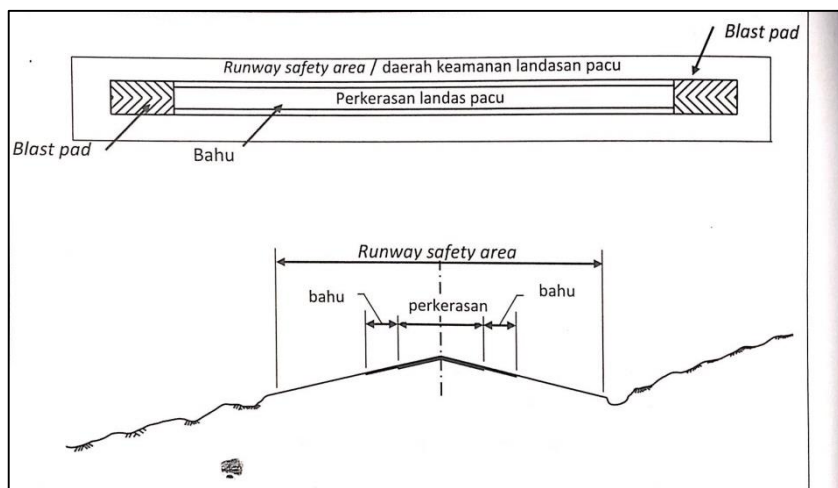 Blast pad
Runway safety area / daerah keamanan landasan pacu
Perkerasan landas pacu
Blast pad
Bahu
Runway safety area
bahu
perkerasan
bahu